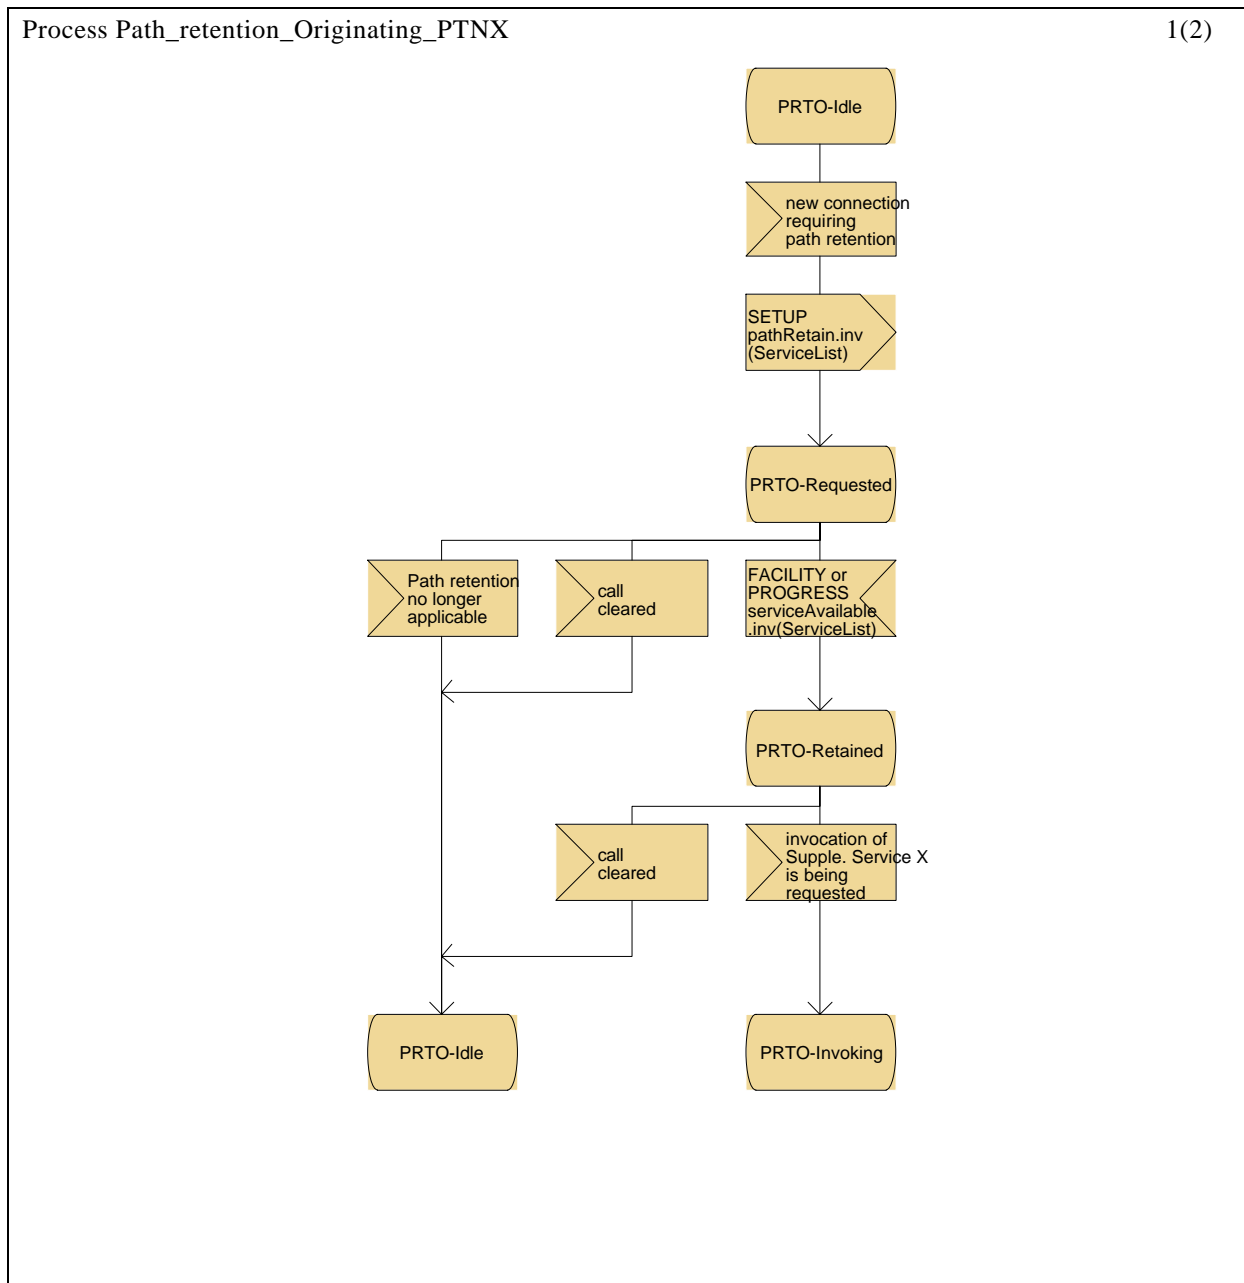 Process Path_retention_Originating_PTNX
1(2)
PRTO-Idle
new connection
requiring
path retention
SETUP
pathRetain.inv
(ServiceList)
PRTO-Requested
Path retention
no longer
applicable
call
cleared
FACILITY or
PROGRESS
serviceAvailable
.inv(ServiceList)
PRTO-Retained
call
cleared
invocation of
Supple. Service X
is being
requested
PRTO-Idle
PRTO-Invoking